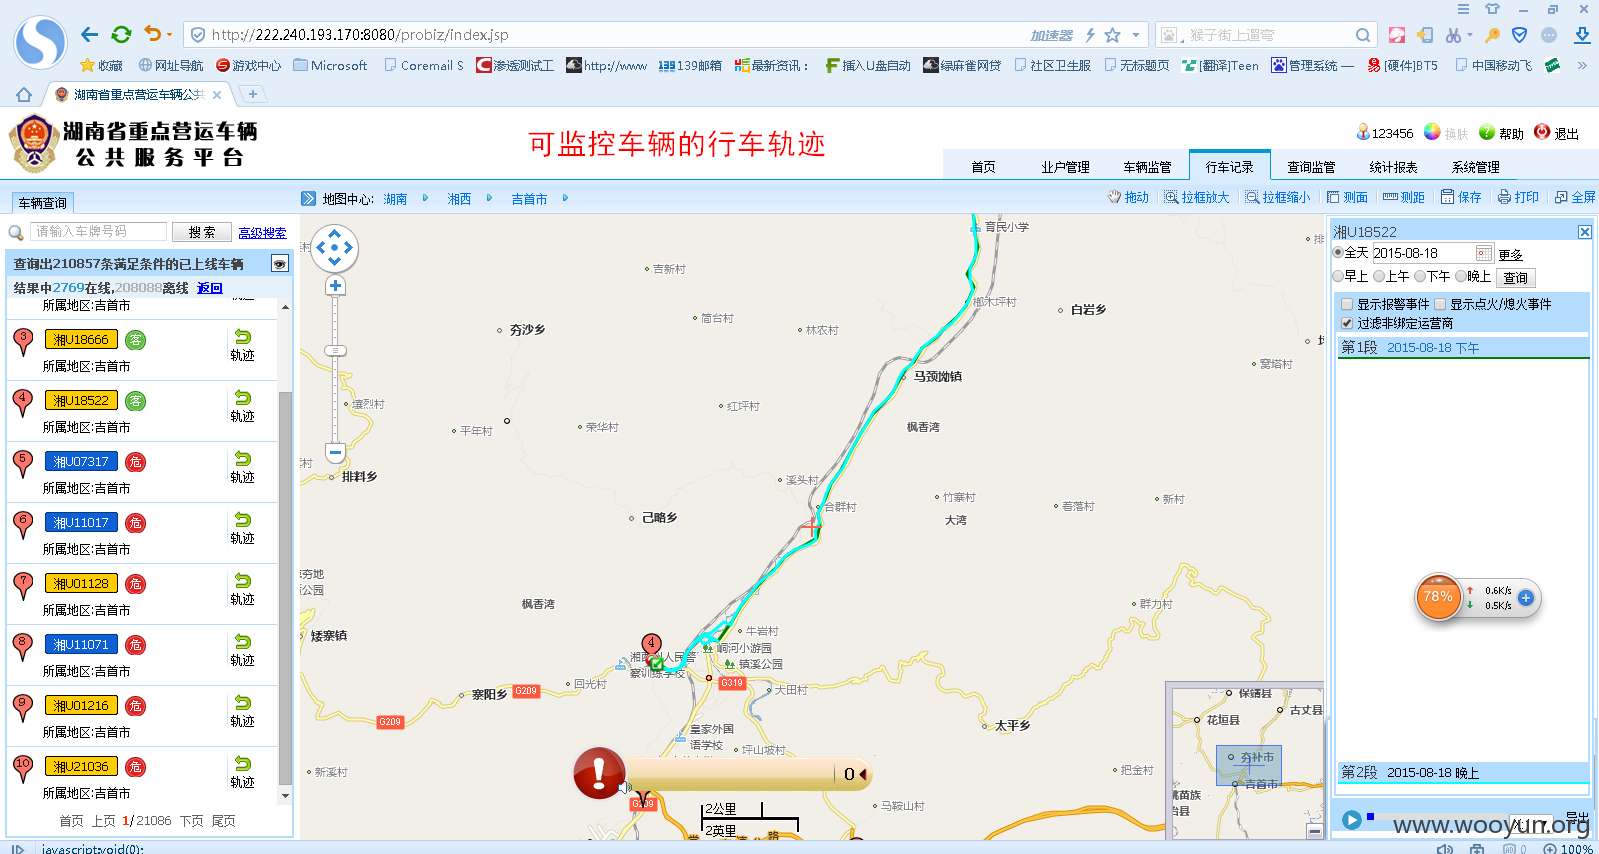 http://222.240.193.170:8080/probiz/index.jsp
加速器
猴子街上遛弯
收藏
网址导航
游戏中心
Microsoft
Coremail S
渗透测试工
http://www
139邮箱
最新资讯：
插入U盘自动
绿麻雀网贷
社区卫生服
无标题页
[翻译]Teen
管理系统 —
[硬件]BT5
中国移动飞
湖南省重点营运车辆公共
湖南省重点营运车辆
公共服务平台
可监控车辆的行车轨迹
123456
换肤
帮助
退出
首页
业户管理
车辆监管
行车记录
查询监管
统计报表
系统管理
车辆查询
地图中心:
湖南
湘西
吉首市
拖动
拉框放大
拉框缩小
测面
测距
保存
打印
全屏
请输入车牌号码
搜 索
高级搜索
查询出210857条满足条件的已上线车辆
结果中2769在线,208088离线 返回
所属地区:吉首市
3
湘U18666
客
轨迹
所属地区:吉首市
4
湘U18522
客
轨迹
所属地区:吉首市
5
湘U07317
危
轨迹
所属地区:吉首市
6
湘U11017
危
轨迹
所属地区:吉首市
7
湘U01128
危
轨迹
所属地区:吉首市
8
湘U11071
危
轨迹
所属地区:吉首市
9
湘U01216
危
轨迹
所属地区:吉首市
10
湘U21036
危
轨迹
所属地区:吉首市
首页 上页 1/21086 下页 尾页
javascript:void(0);
育民小学
吉新村
榔木坪村
白岩乡
简台村
林农村
夯沙乡
窝塔村
马颈坳镇
壤烈村
红坪村
平年村
荣华村
枫香湾
排料乡
溪头村
竹寨村
新村
合群村
着落村
己略乡
大湾
枫香湾
群力村
矮寨镇
牛岩村
峒河小游园
镇溪公园
4
察训练学校
回光村
G319
大田村
寨阳乡
G209
G209
太平乡
皇家外国
语学校
坪山坡村
新溪村
把金村
马鞍山村
0
2公里
2英里
保靖县
花垣县
古丈县
夯补市
吉首市
湘U18522
全天
2015-08-18
更多
早上
上午
下午
晚上
查询
显示报警事件
显示点火/熄火事件
过滤非绑定运营商
第1段 2015-08-18 下午
78%
0.6K/s
0.5K/s
第2段 2015-08-18 晚上
导出
www.wooyun.org
0
100%